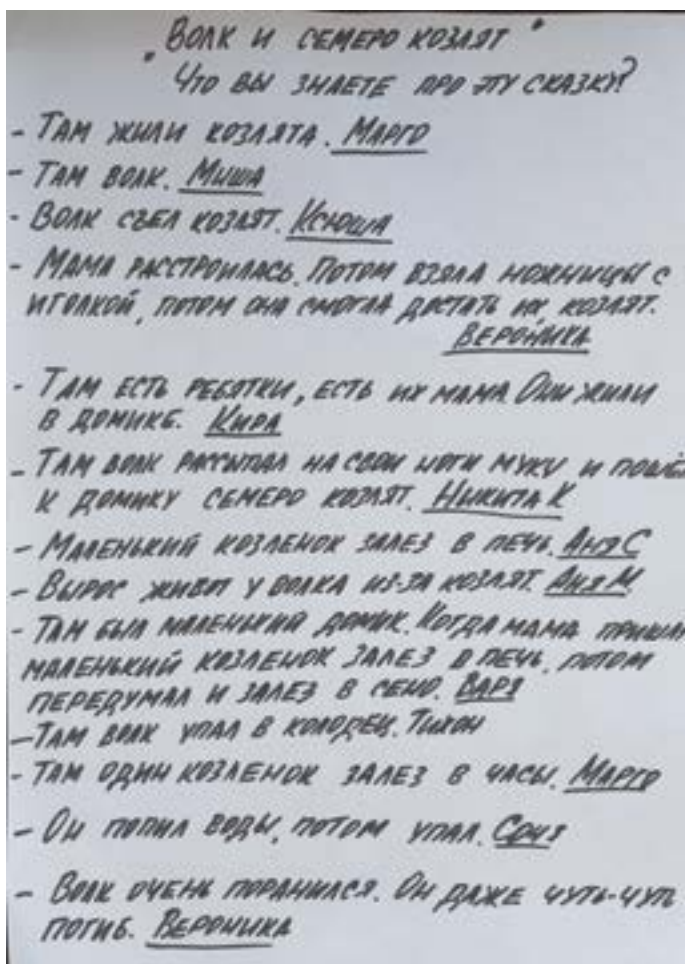 "Волк и семеро козлят"
Что вы знаете про эту сказку?
- Там жили козлята. Марго
- Там волк. Миша
- Волк съел козлят. Ксюша
- Мама расстроилась. Потом взяла ножницы с
иголкой, потом она смогла достать их, козлят.
Вероника
- Там есть ребятки, есть их мама. Они жили
в домике. Кира
- Там волк рассыпал на свои ноги муку и пошёл
к домику семеро козлят. Никита К
- Маленький козленок залез в печь. Аня С
- Вырос живот у волка из-за козлят. Аня М.
- Там был маленький домик. Когда мама пришла
маленький козленок залез в печь, потом
передумал и залез в сено. Варя
- Там волк упал в колодец. Тихон
- Там один козленок залез в часы. Марго
- Он попил воды, потом упал. Соня
- Волк очень поранился. Он даже чуть-чуть
погиб. Вероника